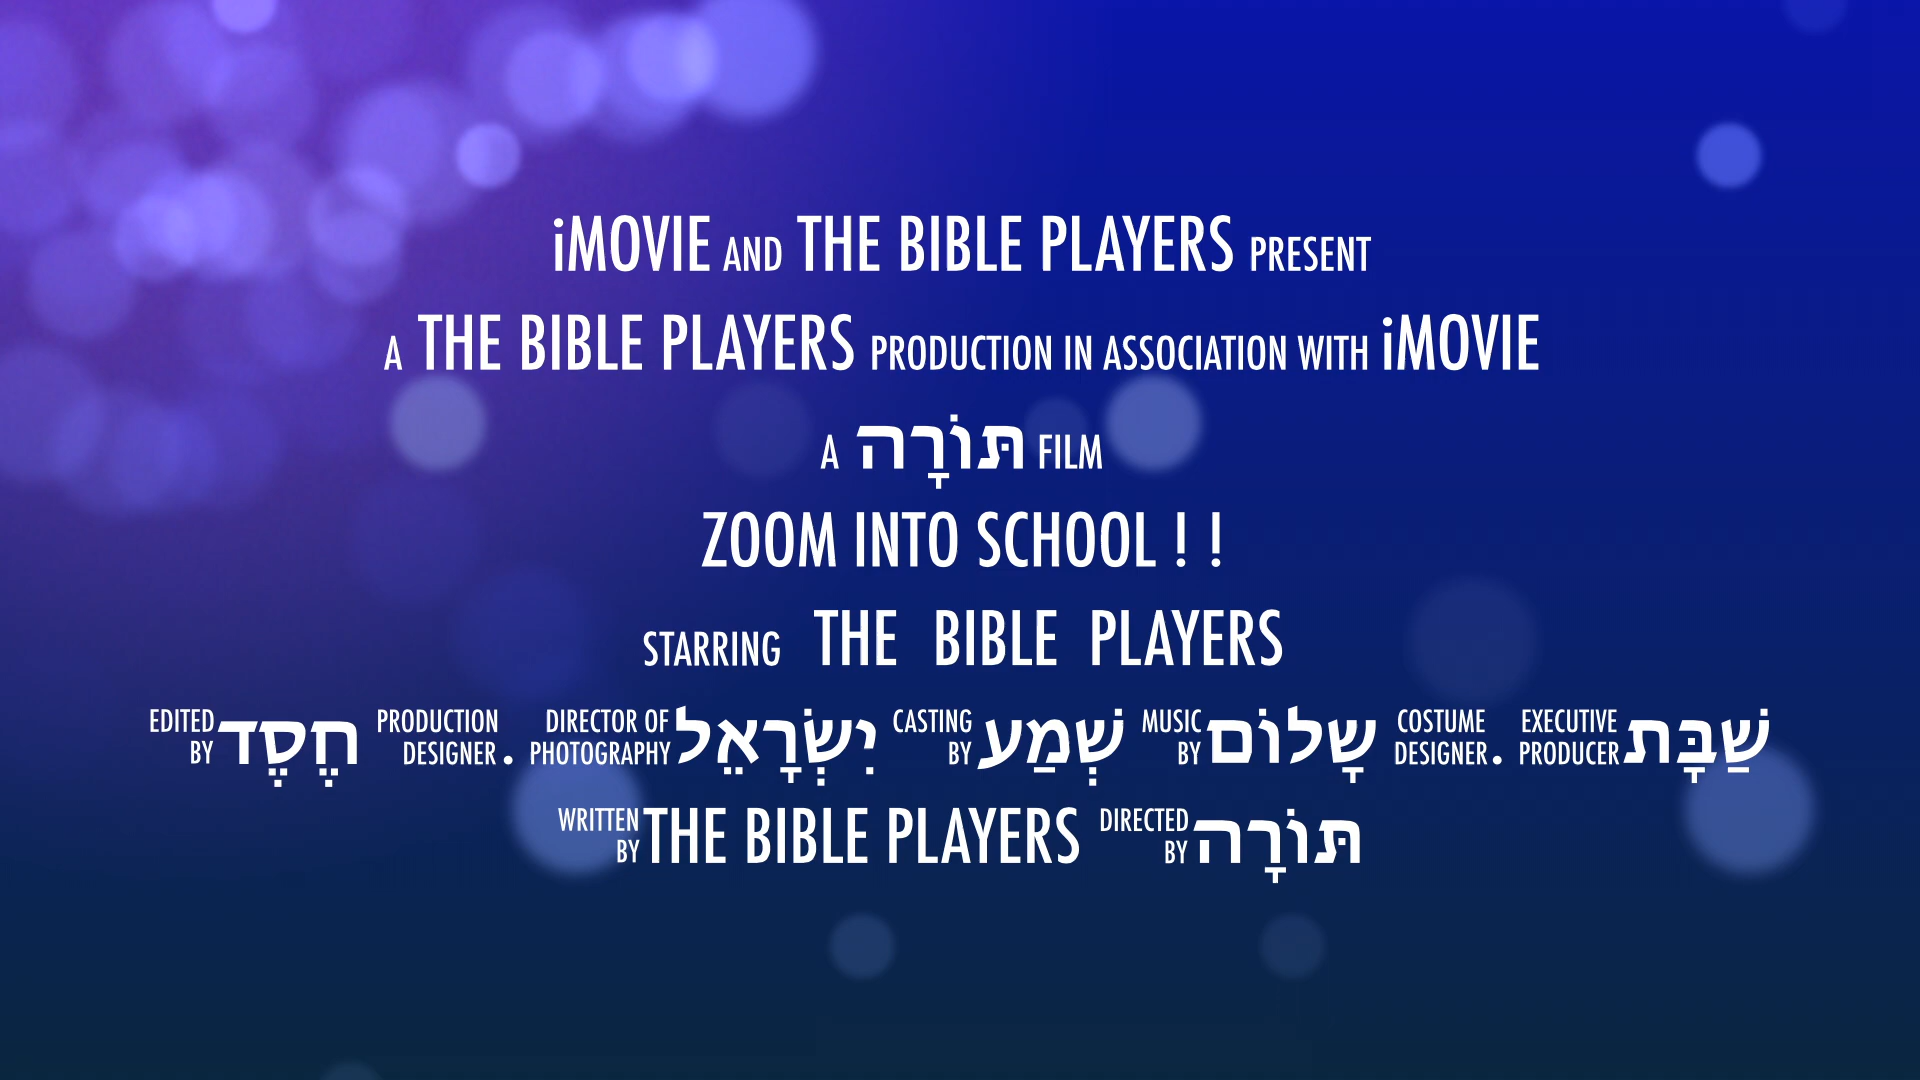 iMOVIE AND THE BIBLE PLAYERS PRESENT
A THE BIBLE PLAYERS PRODUCTION IN ASSOCIATION WITH iMOVIE
A תּוֹרָה FILM
ZOOM INTO SCHOOL ! !
STARRING THE BIBLE PLAYERS
EDITED BY חֶסֶד PRODUCTION DESIGNER . DIRECTOR OF PHOTOGRAPHY יִשְׂרָאֵל CASTING BY שְׁמַע MUSIC BY שָׁלוֹם COSTUME DESIGNER . EXECUTIVE PRODUCER שַׁבָּת
WRITTEN BY THE BIBLE PLAYERS DIRECTED BY תּוֹרָה